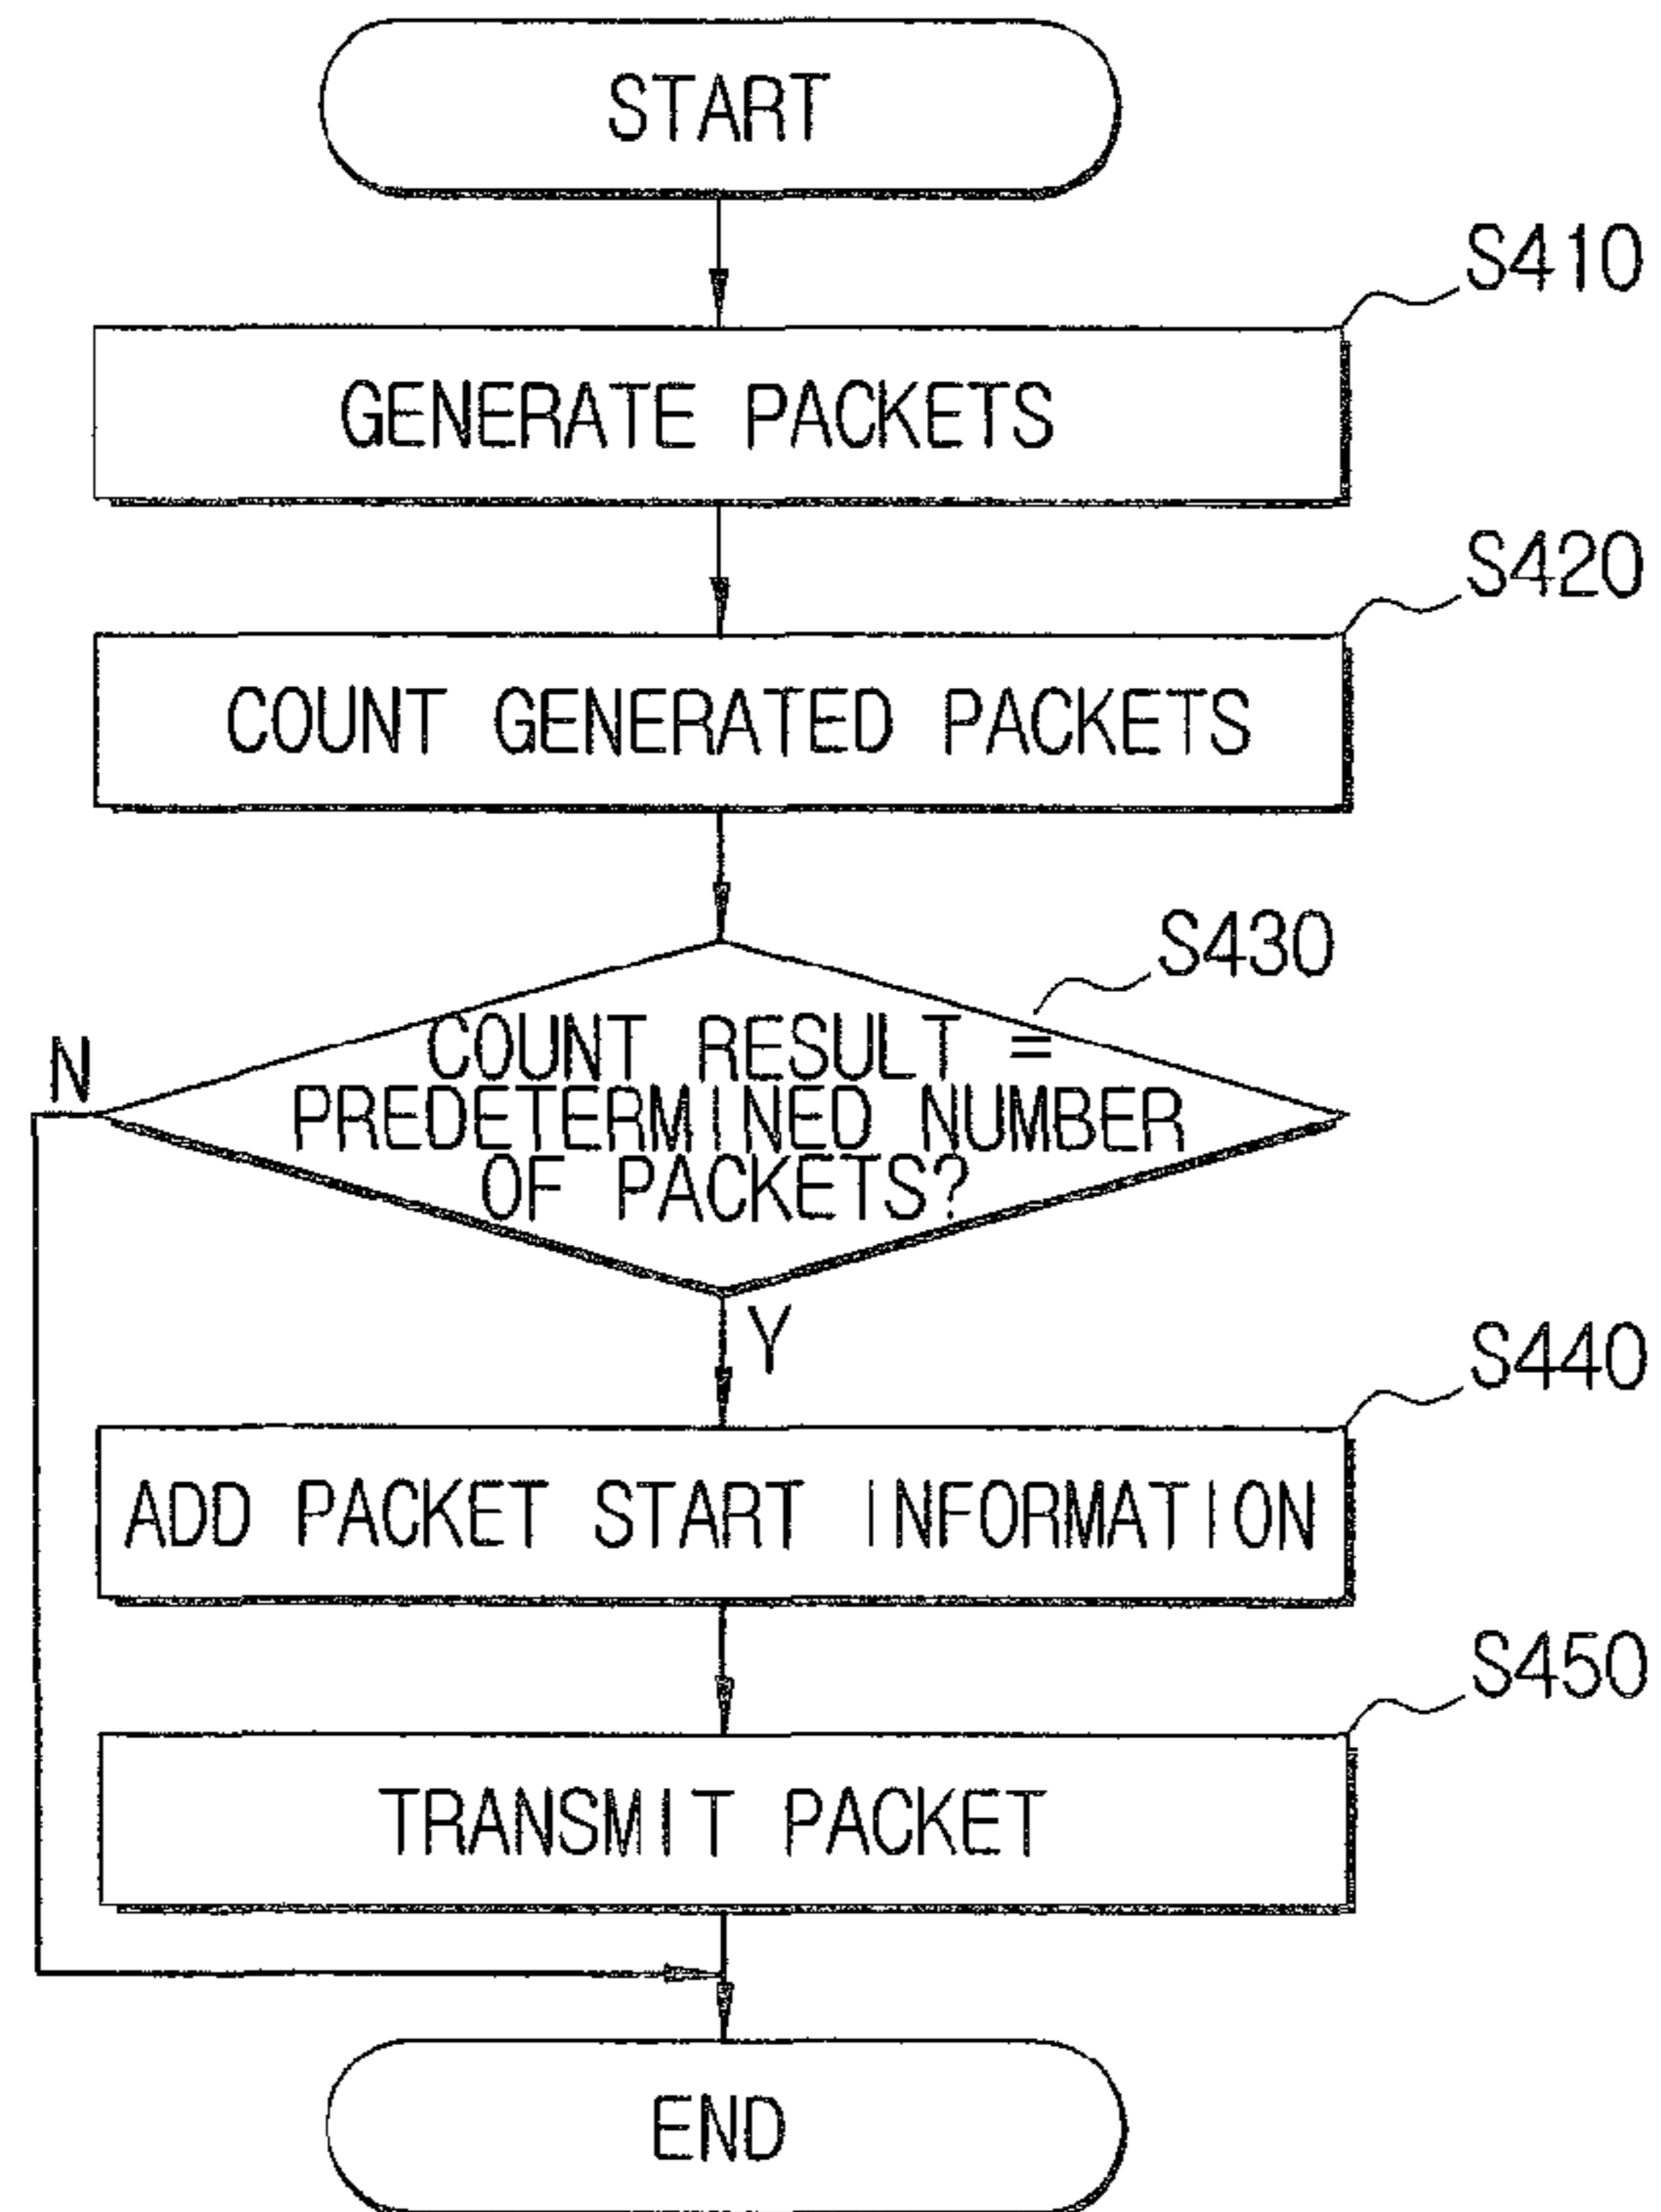 START
S410
GENERATE PACKETS
S420
COUNT GENERATED PACKETS
S430
COUNT RESULT =
PREDETERMINED NUMBER
OF PACKETS?
N
Y
S440
ADD PACKET START INFORMATION
S450
TRANSMIT PACKET
END